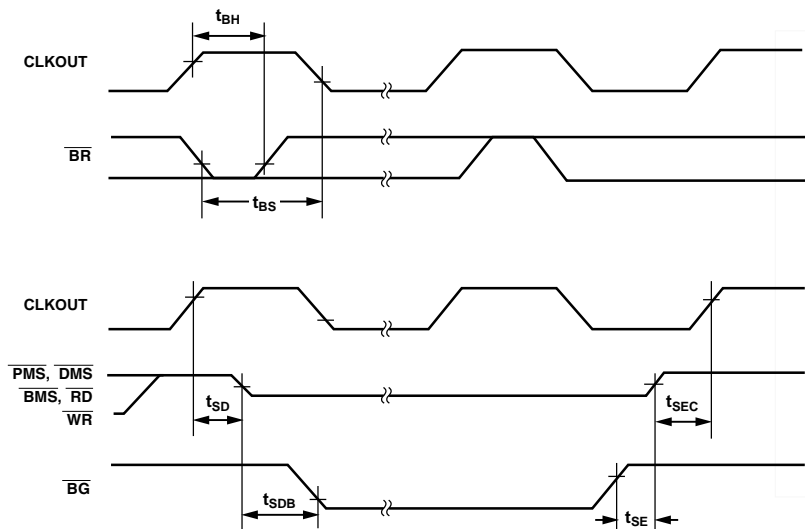 tBH
CLKOUT
BR
tBS
CLKOUT
PMS, DMS
BMS, RD
WR
tSD
tSEC
BG
tSDB
tSE